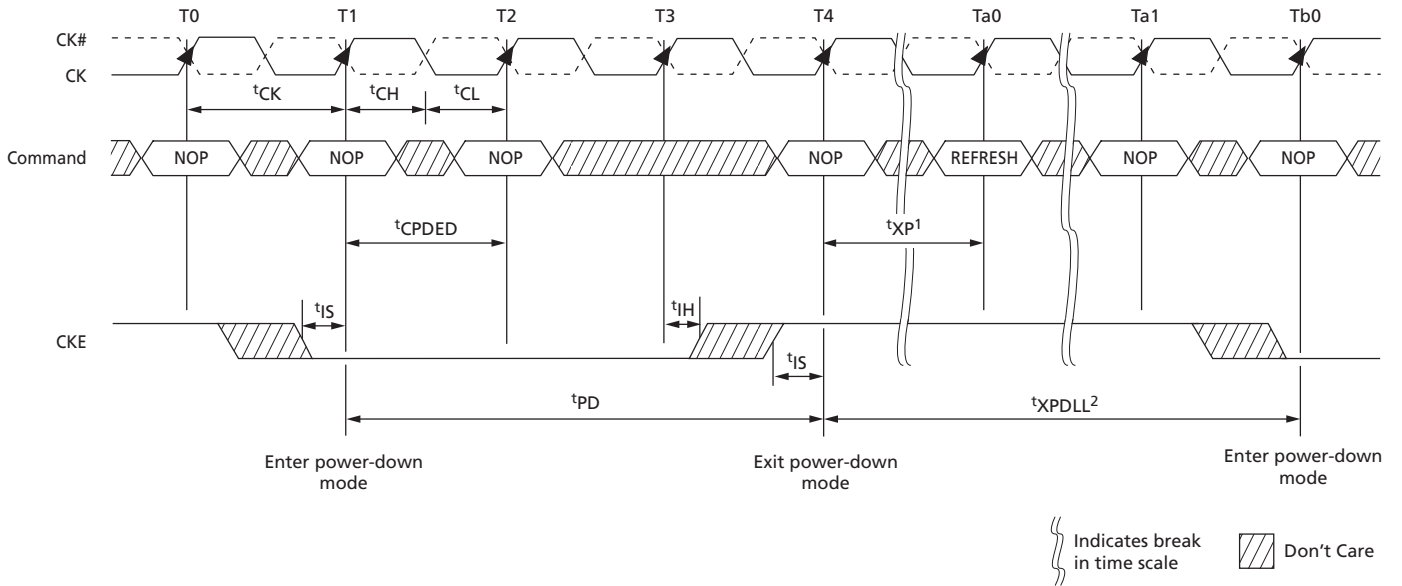 T0 T1 T2 T3 T4 Ta0 Ta1 Tb0
CK#
CK
tCK tCH tCL
Command NOP NOP NOP NOP REFRESH NOP NOP
tCPDED tXP1
tIS tIH
CKE
tIS
tPD tXPDLL2
Enter power-down
mode
Exit power-down
mode
Enter power-down
mode
Indicates break
in time scale
Don't Care